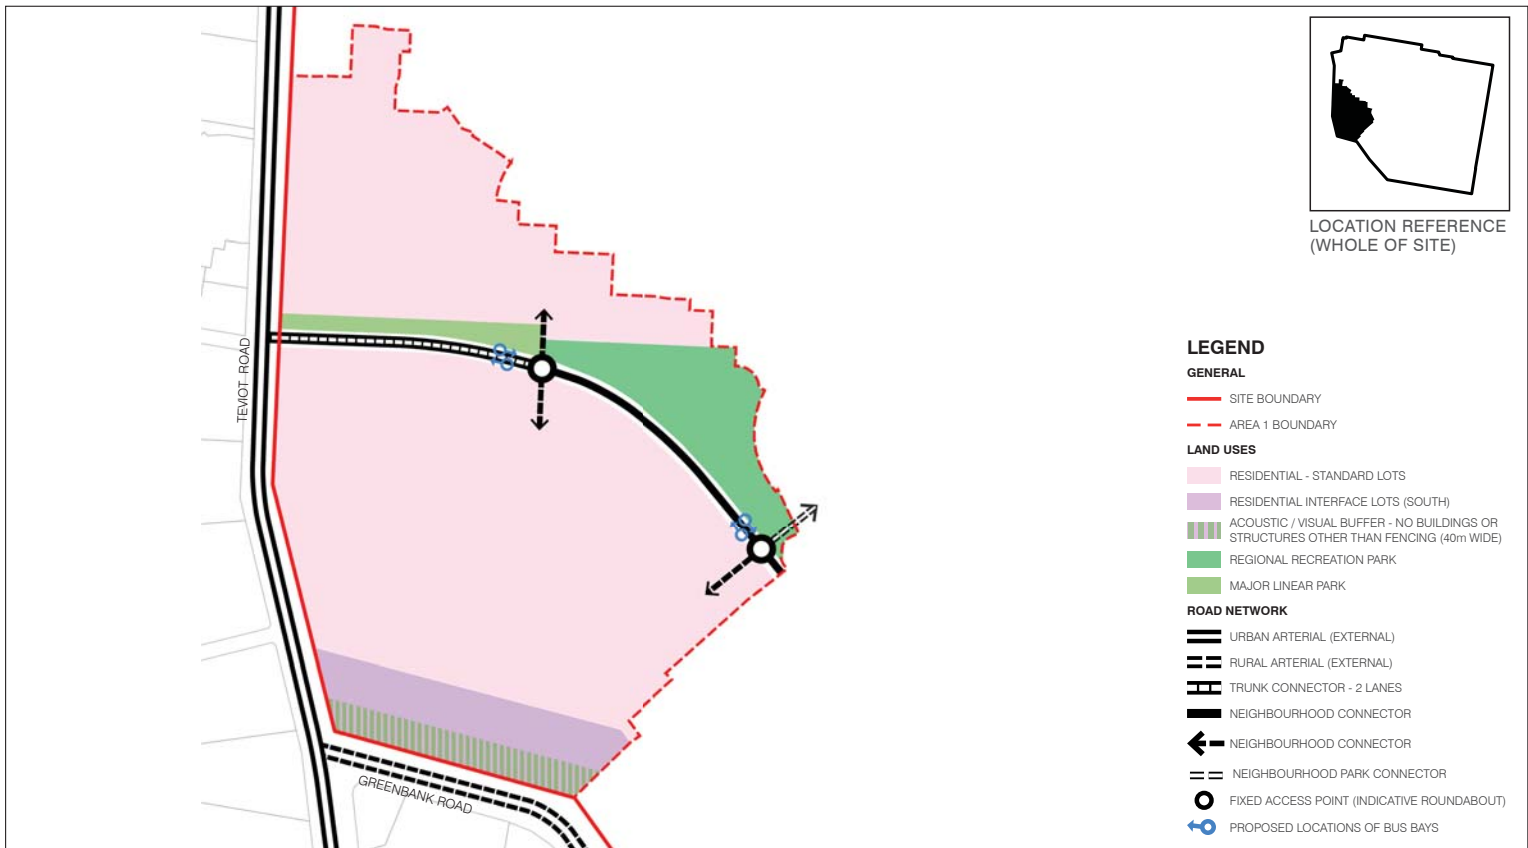 LOCATION REFERENCE
(WHOLE OF SITE)
TEVIOT ROAD
GREENBANK ROAD
LEGEND
GENERAL
SITE BOUNDARY
AREA 1 BOUNDARY
LAND USES
RESIDENTIAL - STANDARD LOTS
RESIDENTIAL INTERFACE LOTS (SOUTH)
ACOUSTIC / VISUAL BUFFER - NO BUILDINGS OR
STRUCTURES OTHER THAN FENCING (40m WIDE)
REGIONAL RECREATION PARK
MAJOR LINEAR PARK
ROAD NETWORK
URBAN ARTERIAL (EXTERNAL)
RURAL ARTERIAL (EXTERNAL)
TRUNK CONNECTOR - 2 LANES
NEIGHBOURHOOD CONNECTOR
NEIGHBOURHOOD CONNECTOR
NEIGHBOURHOOD PARK CONNECTOR
FIXED ACCESS POINT (INDICATIVE ROUNDABOUT)
PROPOSED LOCATIONS OF BUS BAYS